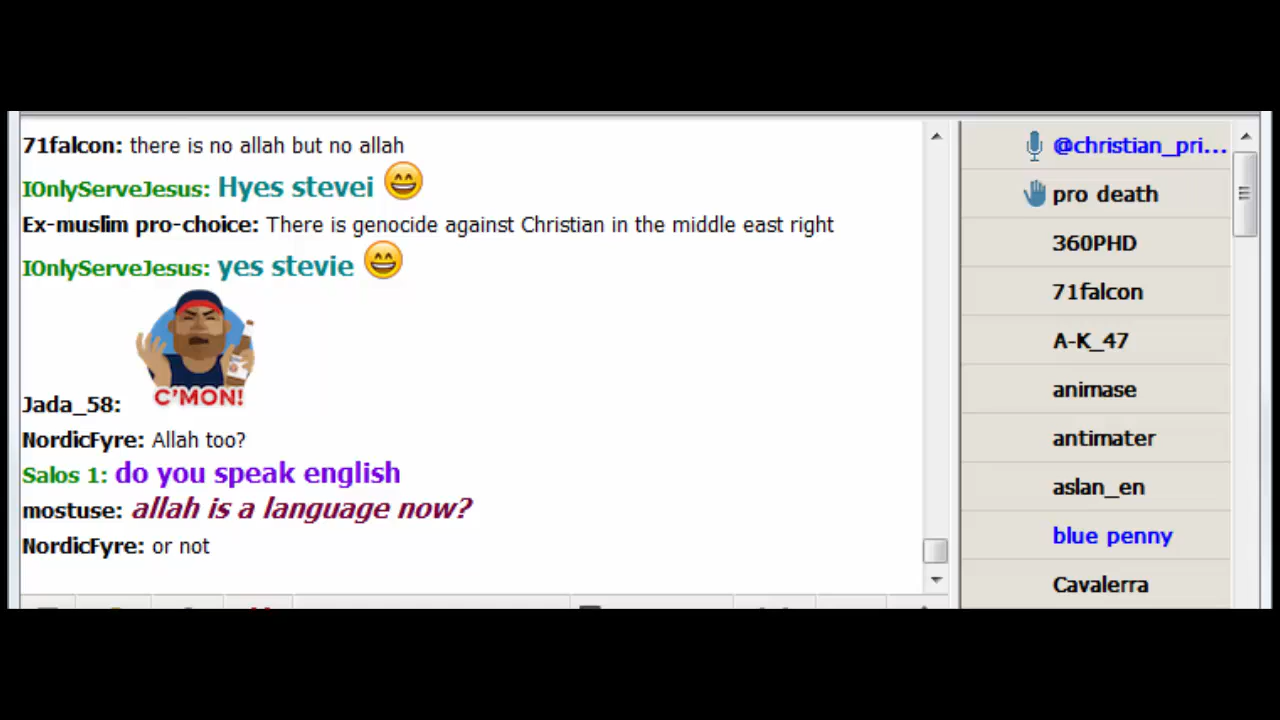 71falcon: there is no allah but no allah
IOnlyServeJesus: Hyes stevei
Ex-muslim pro-choice: There is genocide against Christian in the middle east right
IOnlyServeJesus: yes stevie
C'MON!
Jada_58:
NordicFyre: Allah too?
Salos 1: do you speak english
mostuse: allah is a language now?
NordicFyre: or not
@christian_pri...
pro death
360PHD
71falcon
A-K_47
animase
antimater
aslan_en
blue penny
Cavalerra